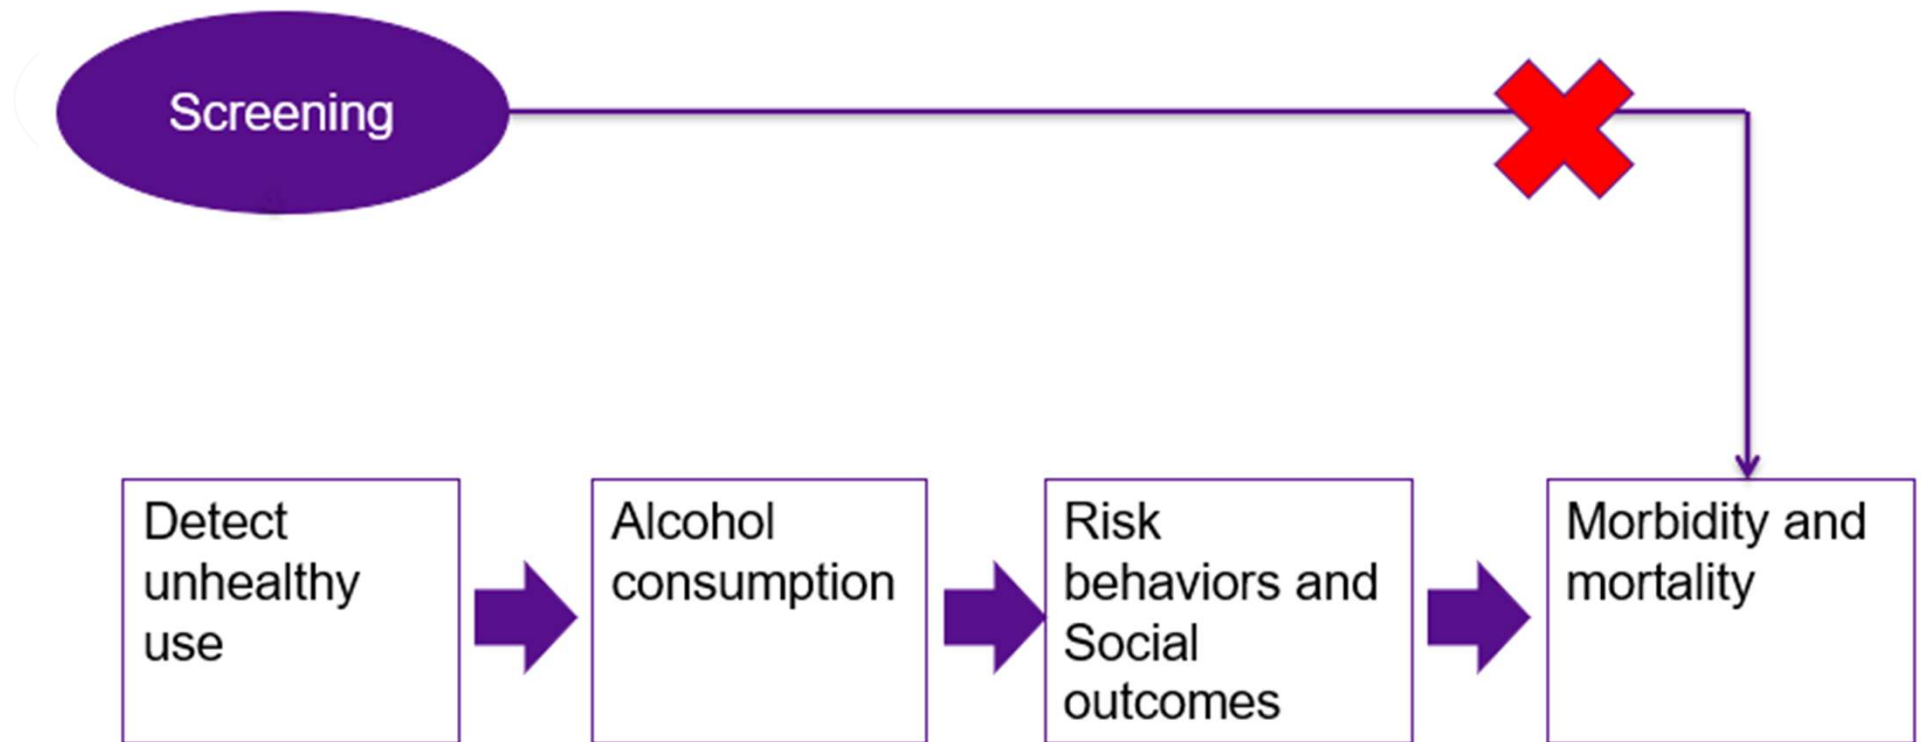 Screening
Detect
unhealthy
use
Alcohol
consumption
Risk
behaviors and
Social
outcomes
Morbidity and
mortality